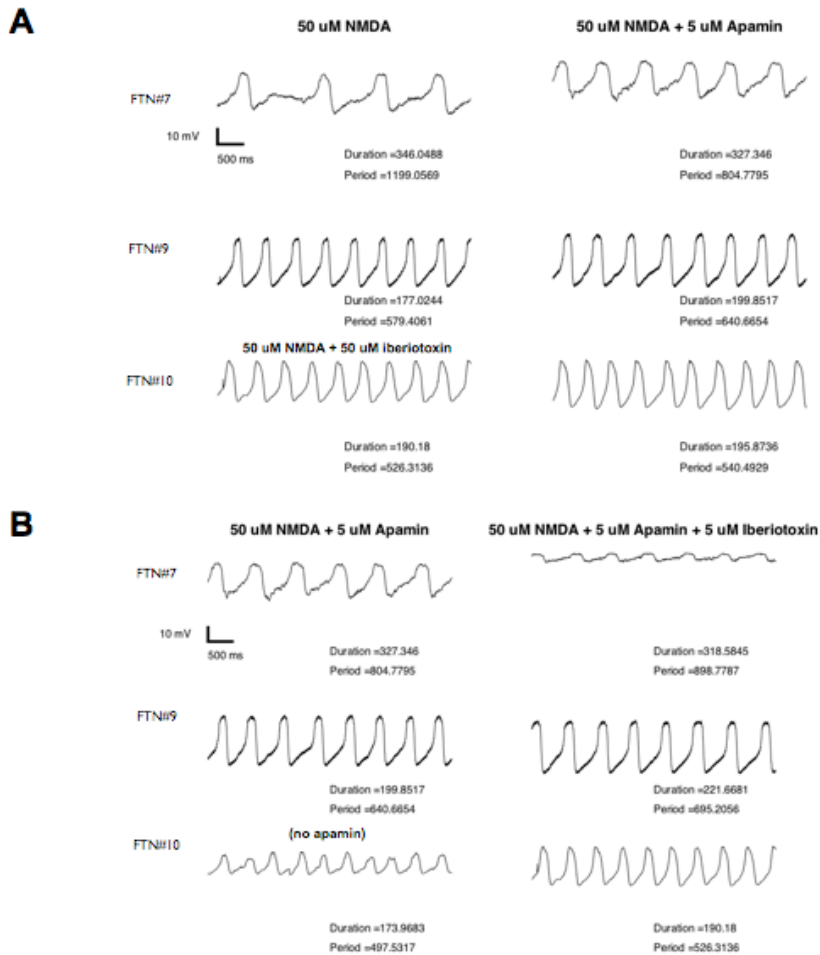 A
50 uM NMDA
50 uM NMDA + 5 uM Apamin
FTN#7
10 mV
500 ms
Duration =346.0488
Period =1199.0569
Duration =327.346
Period =804.7795
FTN#9
Duration =177.0244
Period =579.4061
Duration =199.8517
Period =640.6654
50 uM NMDA + 50 uM iberiotoxin
FTN#10
Duration =190.18
Period =526.3136
Duration =195.8736
Period =540.4929
B
50 uM NMDA + 5 uM Apamin
50 uM NMDA + 5 uM Apamin + 5 uM Iberiotoxin
FTN#7
10 mV
500 ms
Duration =327.346
Period =804.7795
Duration =318.5845
Period =898.7787
FTN#9
Duration =199.8517
Period =640.6654
Duration =221.6681
Period =695.2056
(no apamin)
FTN#10
Duration =173.9683
Period =497.5317
Duration =190.18
Period =526.3136